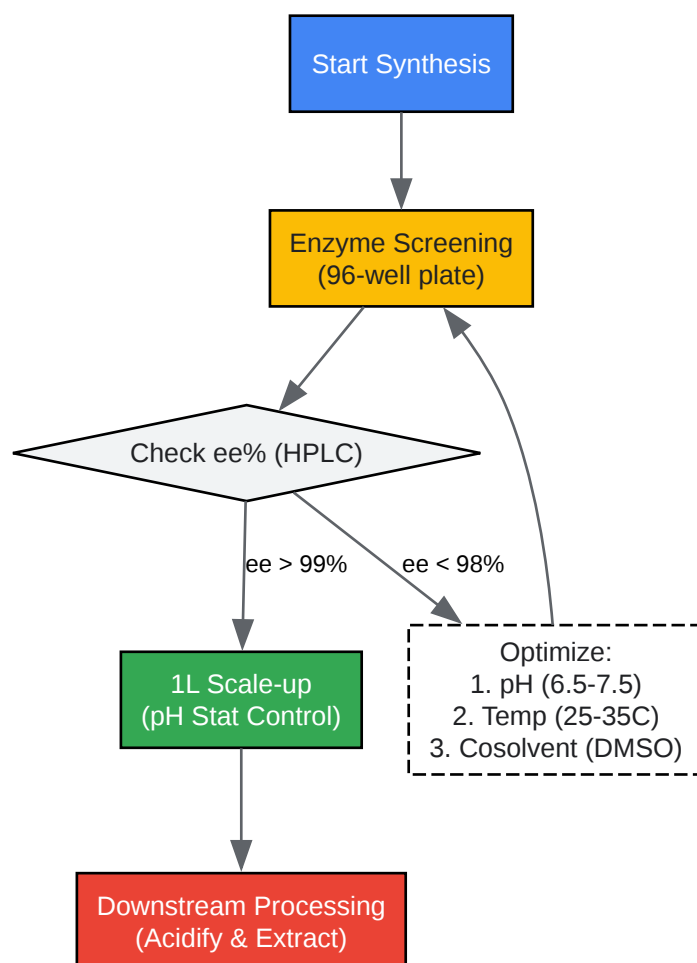 Start Synthesis
Enzyme Screening
(96-well plate)
Check ee% (HPLC)
ee > 99%
ee < 98%
1L Scale-up
(pH Stat Control)
Optimize:
1. pH (6.5-7.5)
2. Temp (25-35C)
3. Cosolvent (DMSO)
Downstream Processing
(Acidify & Extract)